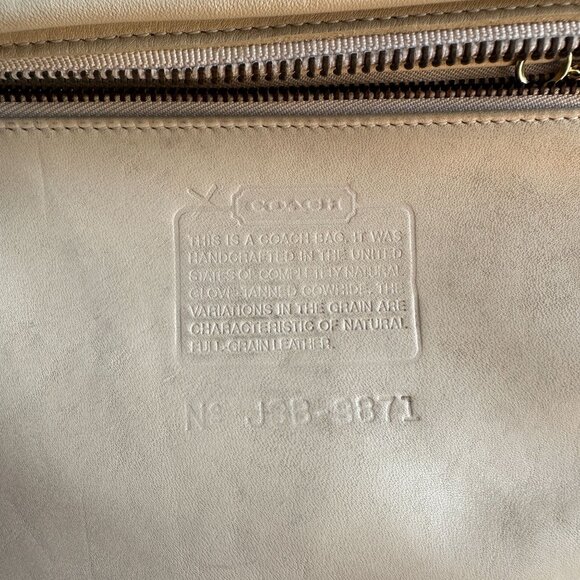 COACH
THIS IS A COACH BAG. IT WAS
HANDCRAFTED IN THE UNITED
STATES OF COMPLETELY NATURAL
GLOVE-TANNED COWHIDE. THE
VARIATIONS IN THE GRAIN ARE
CHARACTERISTIC OF NATURAL
FULL-GRAIN LEATHER.
No J3B-9871